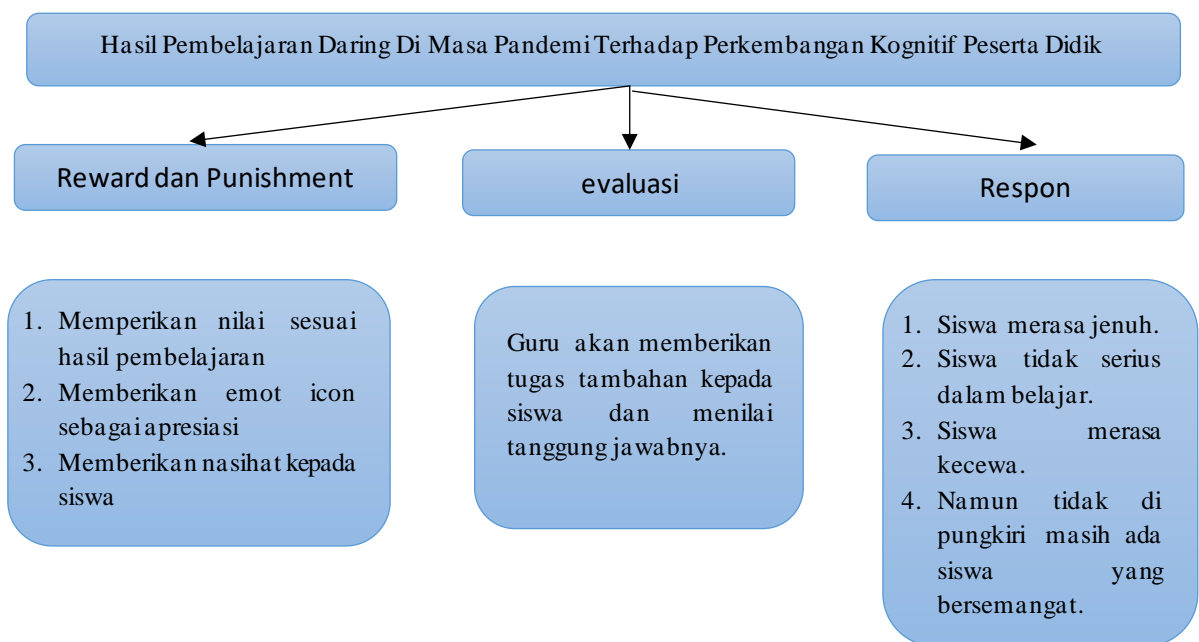 Hasil Pembelajaran Daring Di Masa Pandemi Terhadap Perkembangan Kognitif Peserta Didik
Reward dan Punishment
evaluasi
Respon
1. Memperikan nilai sesuai
hasil pembelajaran
2. Memberikan emot icon
sebagai apresiasi
3. Memberikan nasihat kepada
siswa
Guru akan memberikan
tugas tambahan kepada
siswa dan menilai
tanggung jawabnya.
1. Siswa merasa jenuh.
2. Siswa tidak serius
dalam belajar.
3. Siswa merasa
kecewa.
4. Namun tidak di
pungkiri masih ada
siswa yang
bersemangat.